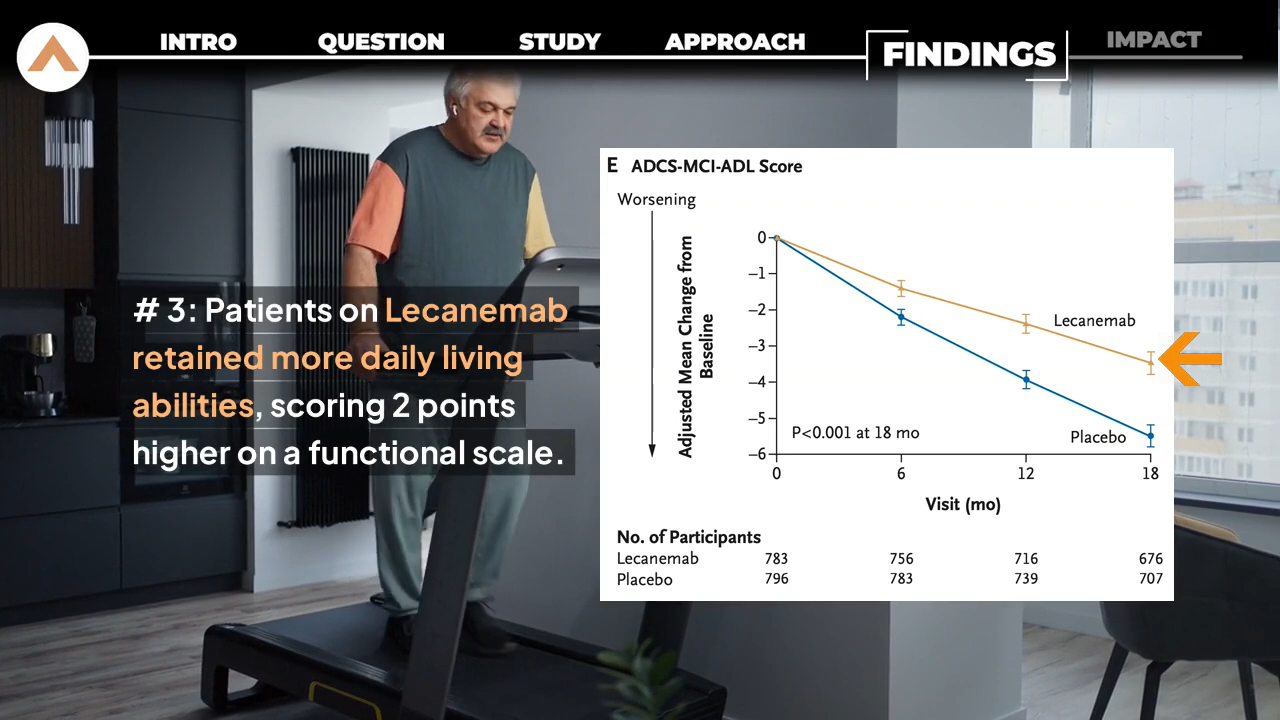 INTRO QUESTION STUDY APPROACH FINDINGS IMPACT
# 3: Patients on Lecanemab
retained more daily living
abilities, scoring 2 points
higher on a functional scale.
E ADCS-MCI-ADL Score
Worsening
Adjusted Mean Change from
Baseline
0
−1
−2
−3
−4
−5
−6
Lecanemab
Placebo
P<0.001 at 18 mo
0 6 12 18
Visit (mo)
No. of Participants
Lecanemab 783 756 716 676
Placebo 796 783 739 707